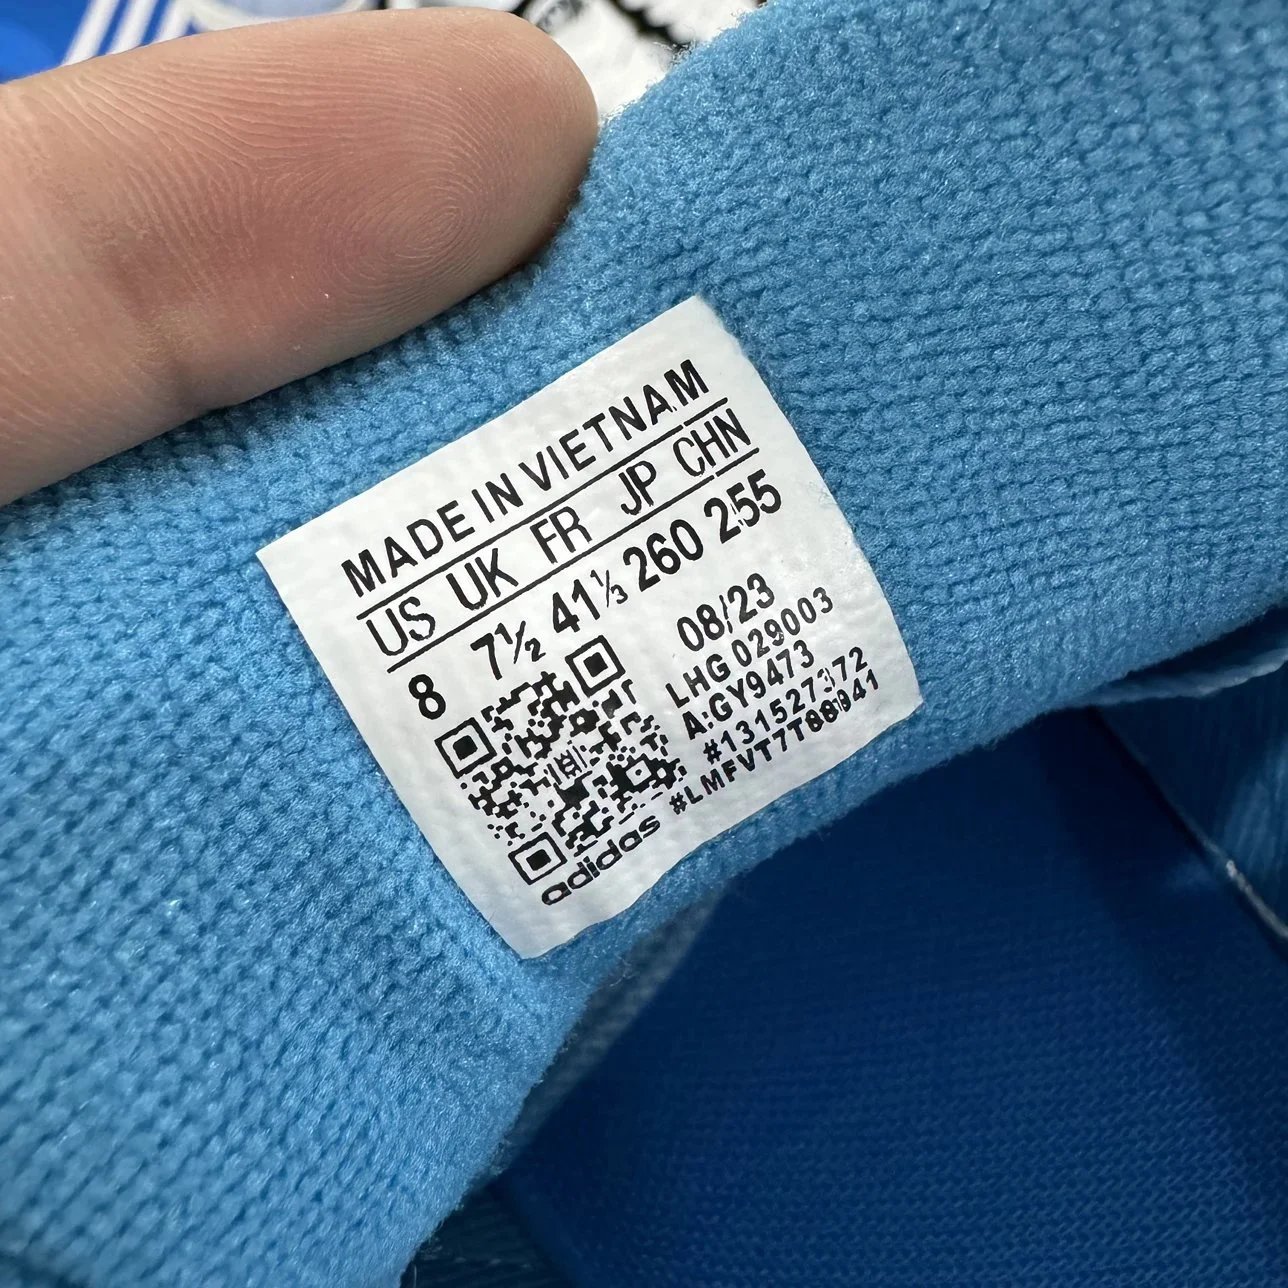 MADE IN VIETNAM
US UK FR JP CHN
8 7½ 41⅓ 260 255
08/23
LHG 029003
A:GY9473
#131527372
#LMFVT7T88941
adidas